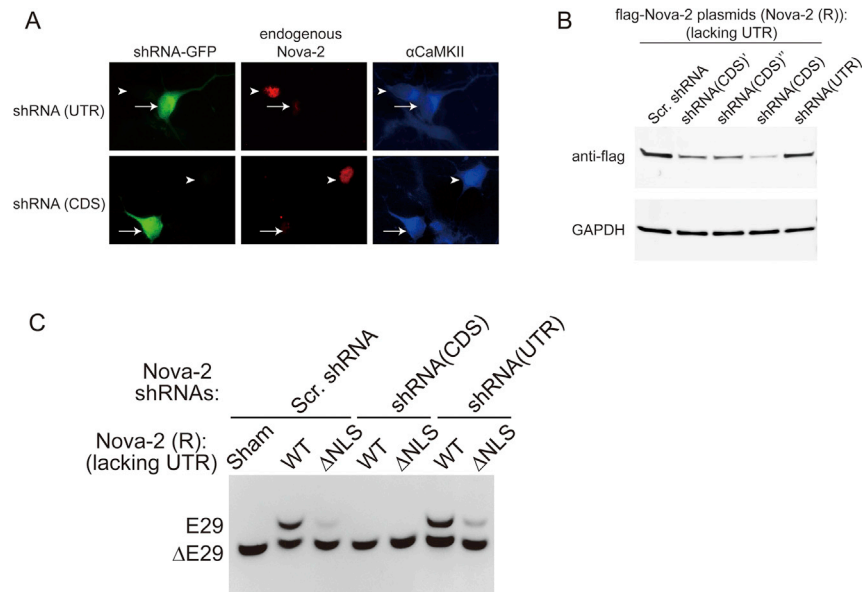 A
shRNA-GFP
endogenous
Nova-2
αCaMKII
shRNA (UTR)
shRNA (CDS)
B
flag-Nova-2 plasmids (Nova-2 (R)):
(lacking UTR)
Scr. shRNA
shRNA(CDS)'
shRNA(CDS)''
shRNA(CDS)
shRNA(UTR)
anti-flag
GAPDH
C
Nova-2
shRNAs:
Scr. shRNA
shRNA(CDS)
shRNA(UTR)
Nova-2 (R):
(lacking UTR)
Sham
WT
ΔNLS
WT
ΔNLS
WT
ΔNLS
E29
ΔE29